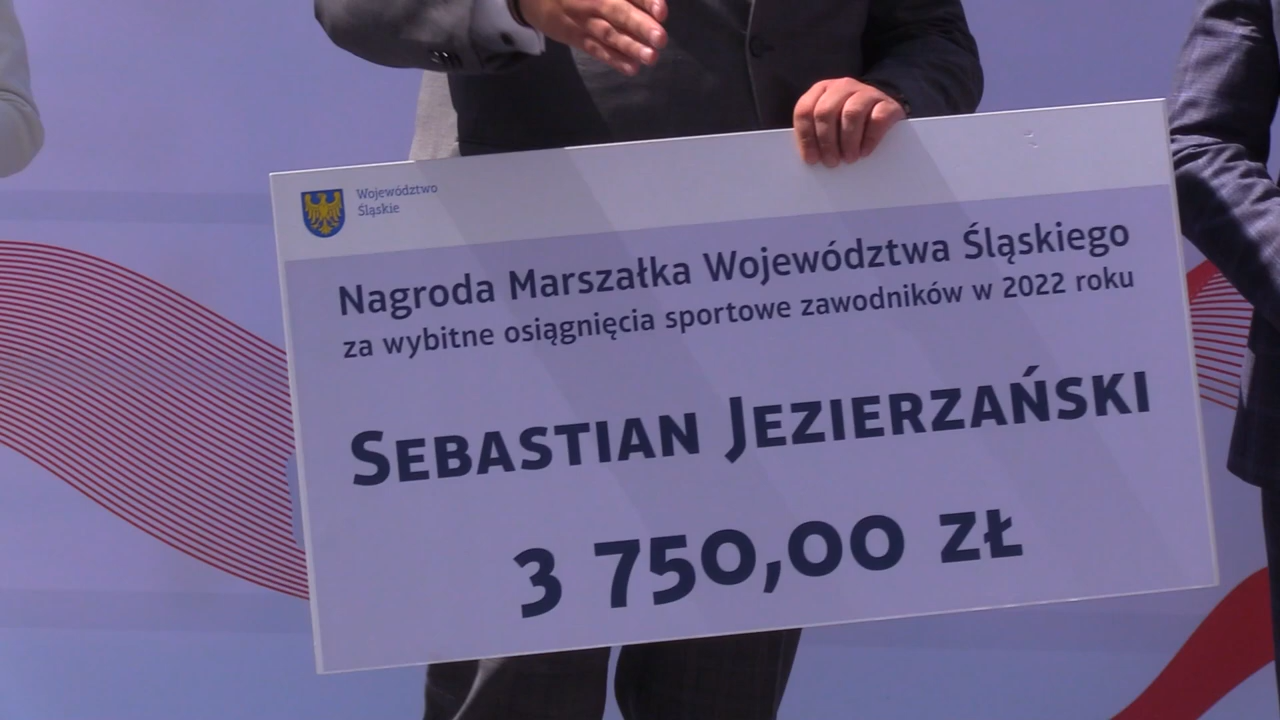 Województwo
Śląskie
Nagroda Marszałka Województwa Śląskiego
za wybitne osiągnięcia sportowe zawodników w 2022 roku
Sebastian Jezierzański
3 750,00 zł